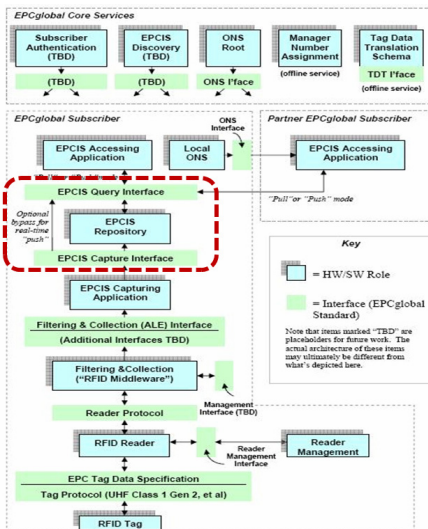 EPCglobal Core Services
Subscriber
Authentication
(TBD)
(TBD)
EPCIS
Discovery
(TBD)
(TBD)
ONS
Root
ONS I'face
Manager
Number
Assignment
(offline service)
Tag Data
Translation
Schema
TDT I'face
(offline service)
EPCglobal Subscriber
Partner EPCglobal Subscriber
ONS
Interface
EPCIS Accessing
Application
Local
ONS
EPCIS Accessing
Application
EPCIS Query Interface
"Pull"or "Push" mode
Optional
bypass for
real-time
"push"
EPCIS
Repository
EPCIS Capture Interface
EPCIS Capturing
Application
Key
= HW/SW Role
= Interface (EPCglobal
Standard)
Note that items marked "TBD" are
placeholders for future work. The
actual architecture of these items
may ultimately be different from
what's depicted here.
Filtering & Collection (ALE) Interface
(Additional Interfaces TBD)
Filtering &Collection
("RFID Middleware")
Management
Interface (TBD)
Reader Protocol
RFID Reader
Reader
Management
Interface
Reader
Management
EPC Tag Data Specification
Tag Protocol (UHF Class 1 Gen 2, et al)
RFID Tag